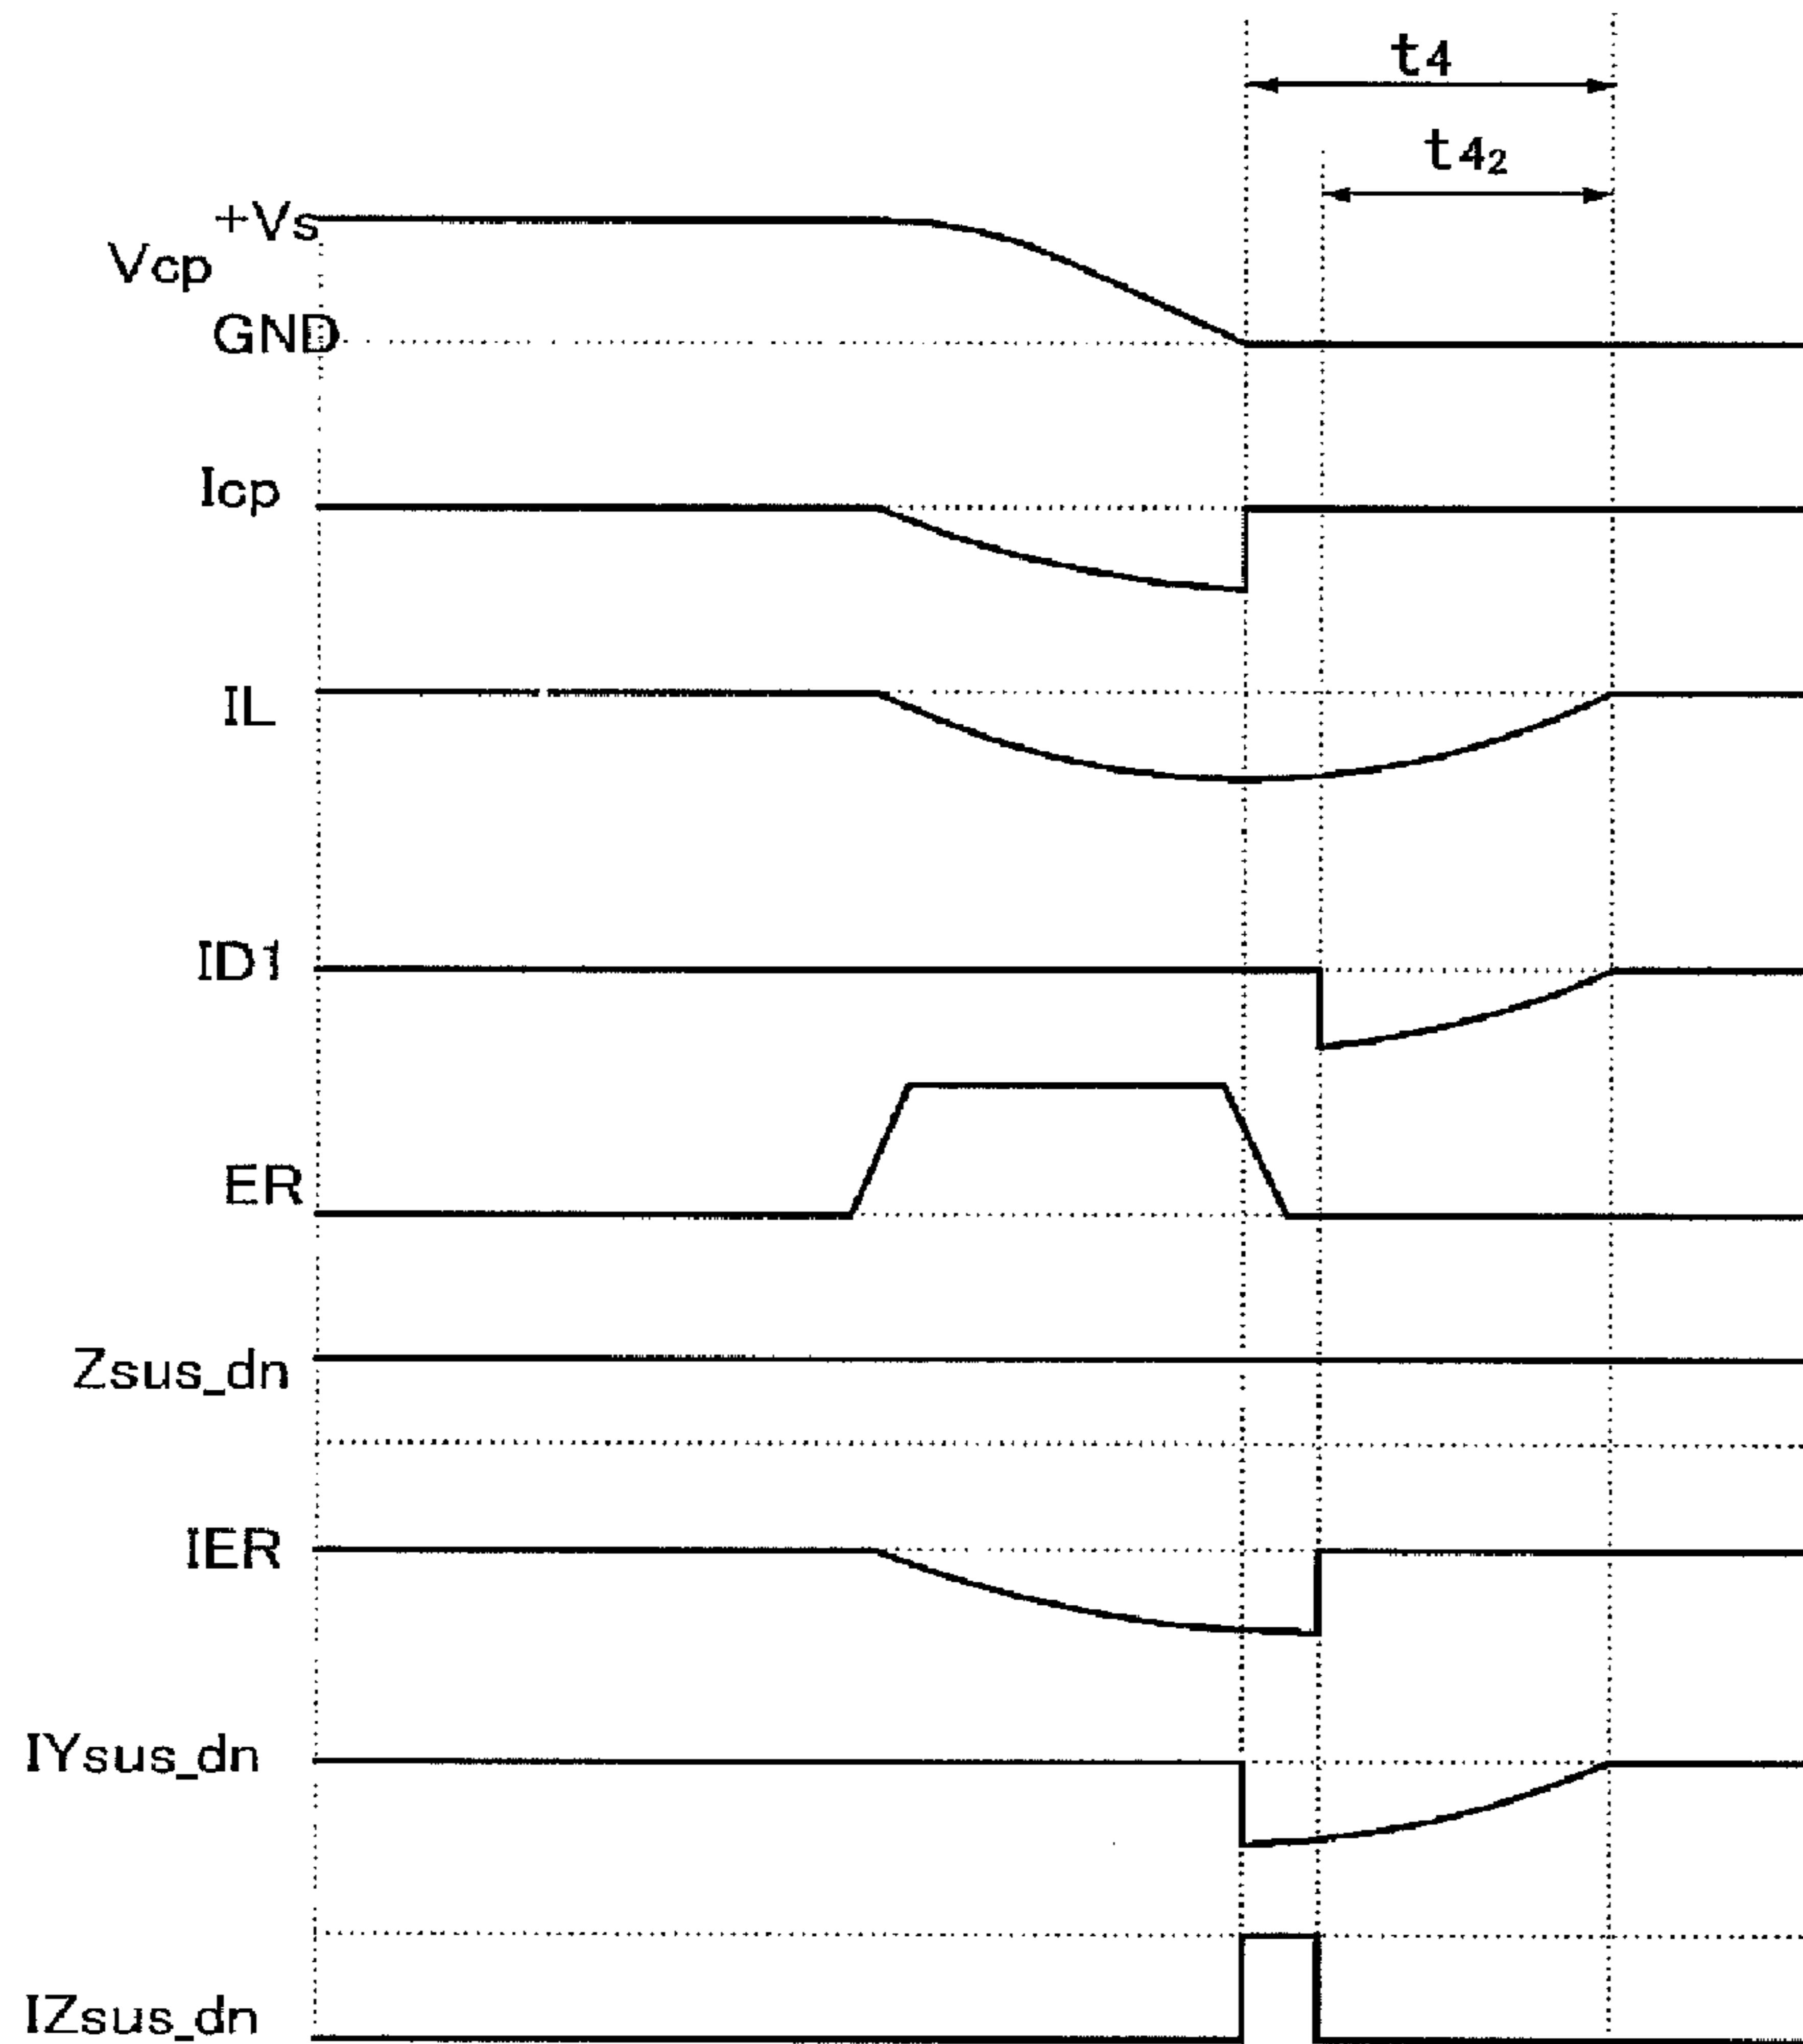 t4
t4₂
+Vs
Vcp
GND
Icp
IL
ID1
ER
Zsus_dn
IER
IYsus_dn
IZsus_dn